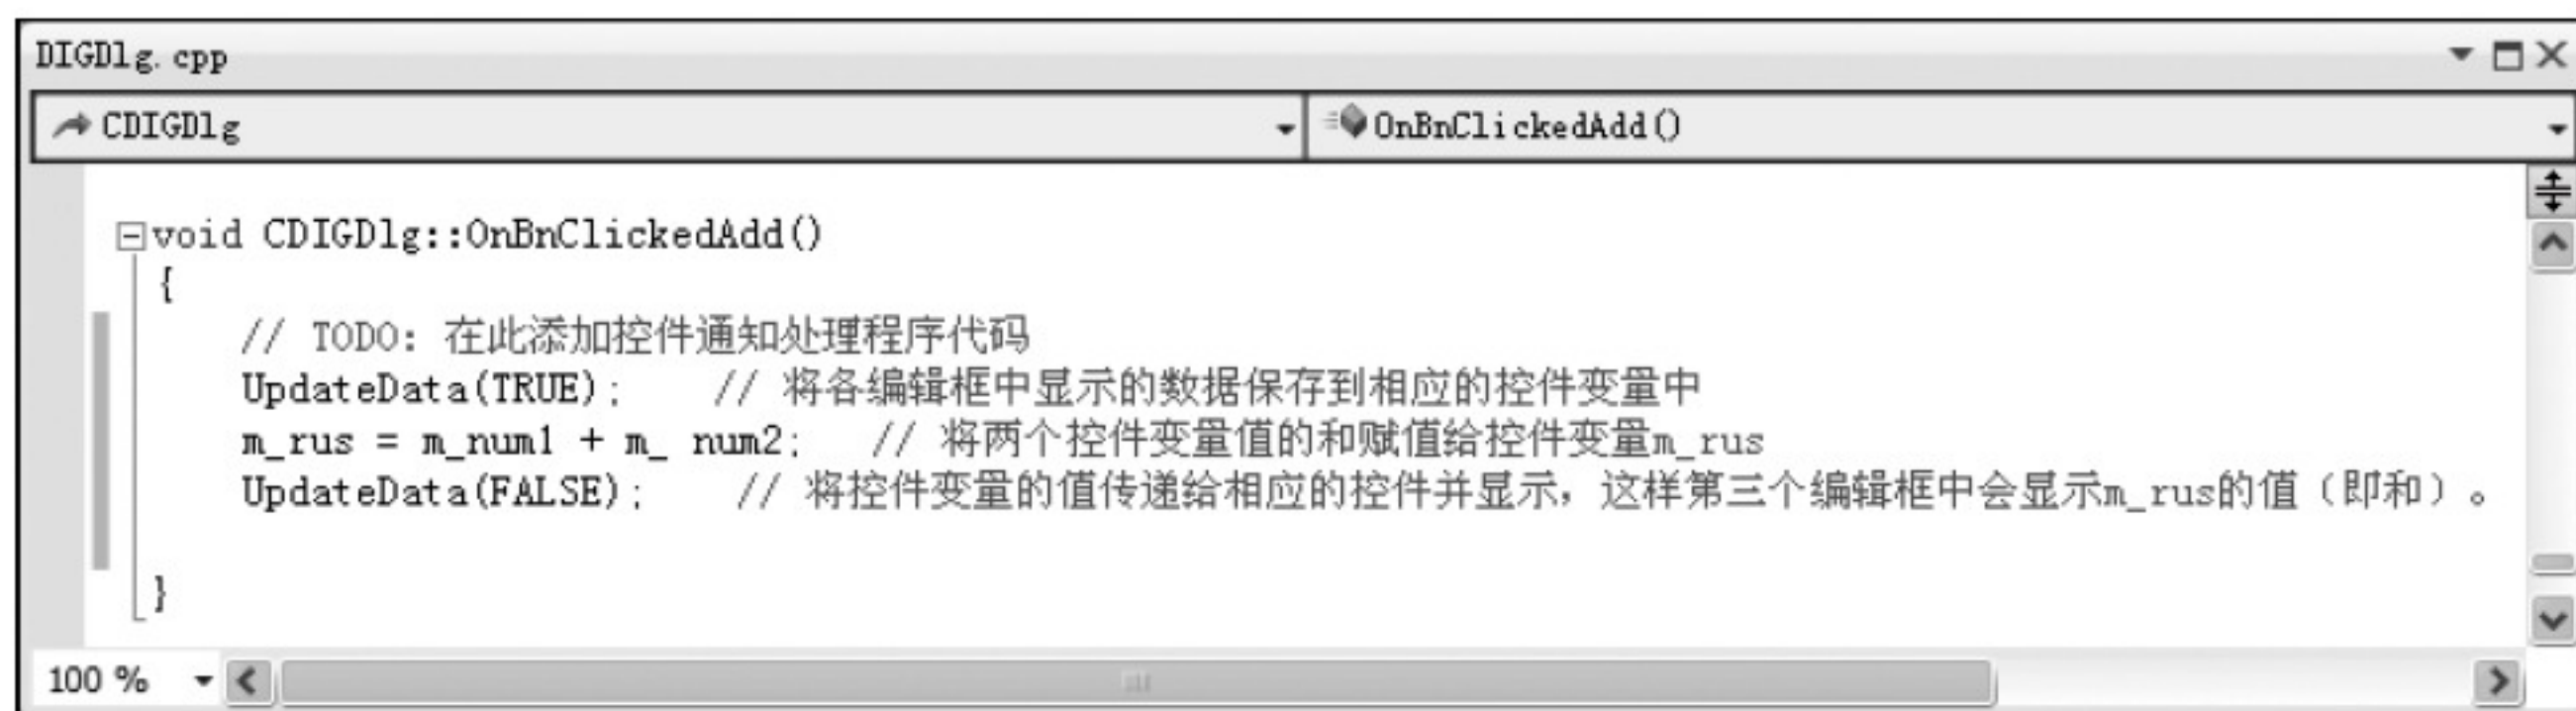 DIGDlg.cpp
CDIGDlg OnBnClickedAdd()
void CDIGDlg::OnBnClickedAdd()
{
// TODO: 在此添加控件通知处理程序代码
UpdateData(TRUE); // 将各编辑框中显示的数据保存到相应的控件变量中
m_rus = m_num1 + m_ num2; // 将两个控件变量值的和赋值给控件变量m_rus
UpdateData(FALSE); // 将控件变量的值传递给相应的控件并显示，这样第三个编辑框中会显示m_rus的值（即和）。
}
100 %